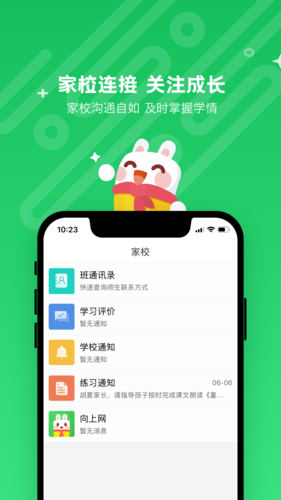 家校连接 关注成长
家校沟通自如 及时掌握学情
10:23
家校
班通讯录
快速查询师生联系方式
学习评价
暂无通知
学校通知
暂无通知
练习通知 06-06
胡夏家长，请指导孩子按时完成课文朗读《童...
向上网
暂无消息